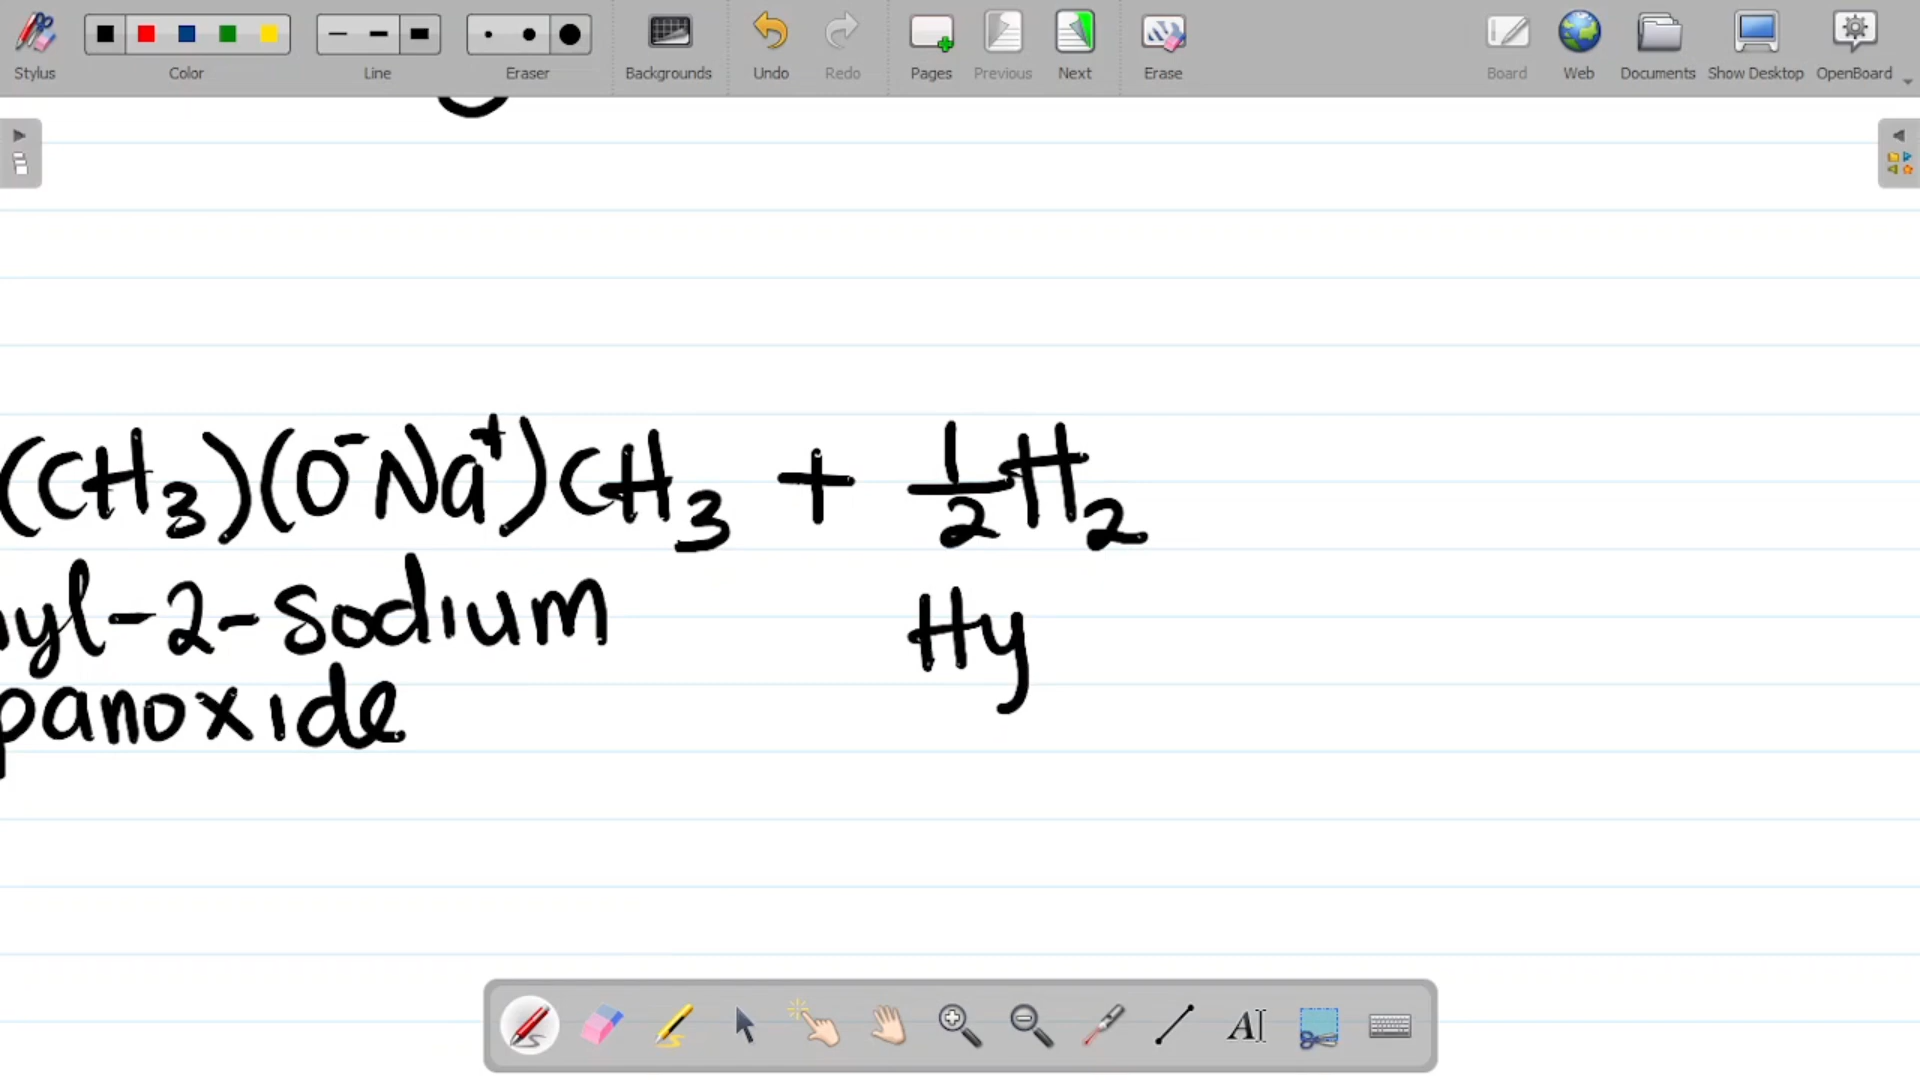 Stylus Color Line Eraser Backgrounds Undo Redo Pages Previous Next Erase Board Web Documents Show Desktop OpenBoard
(CH₃)(O⁻Na⁺)CH₃ + ½H₂
hyl-2-sodium Hy
panoxide